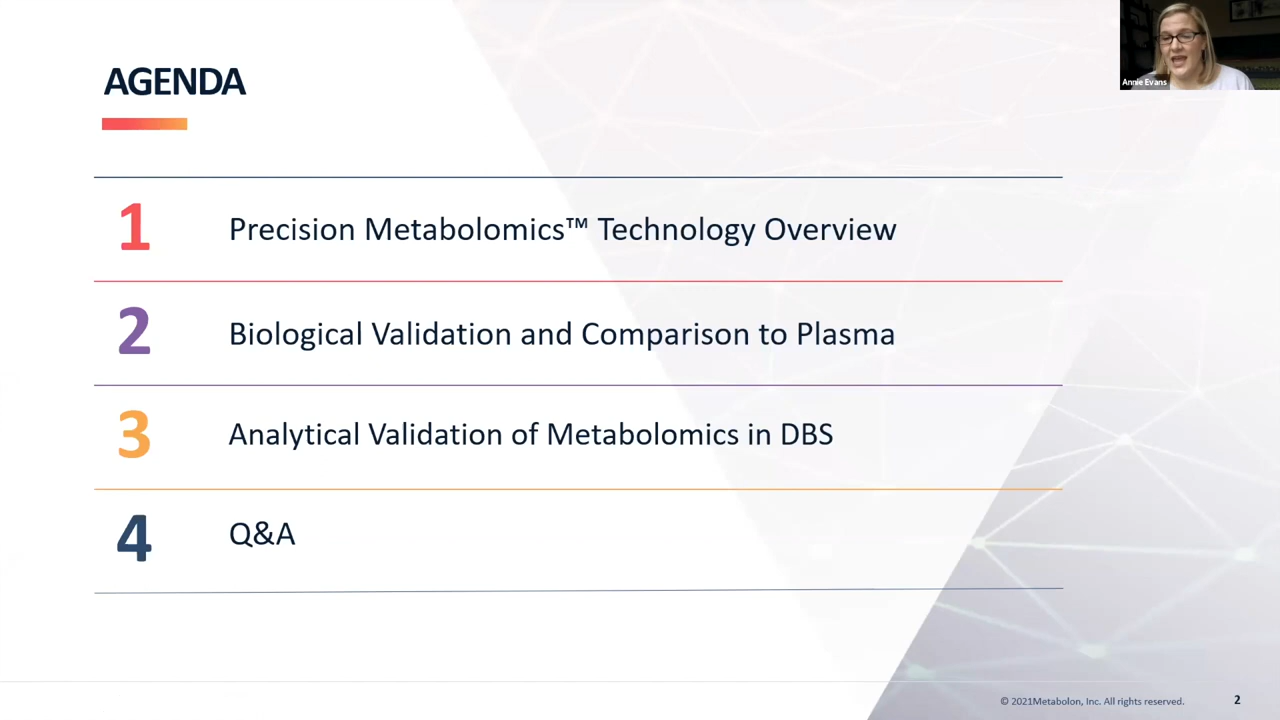 AGENDA
Annie Evans
1
Precision Metabolomics™ Technology Overview
2
Biological Validation and Comparison to Plasma
3
Analytical Validation of Metabolomics in DBS
4
Q&A
© 2021Metabolon, Inc. All rights reserved.
2